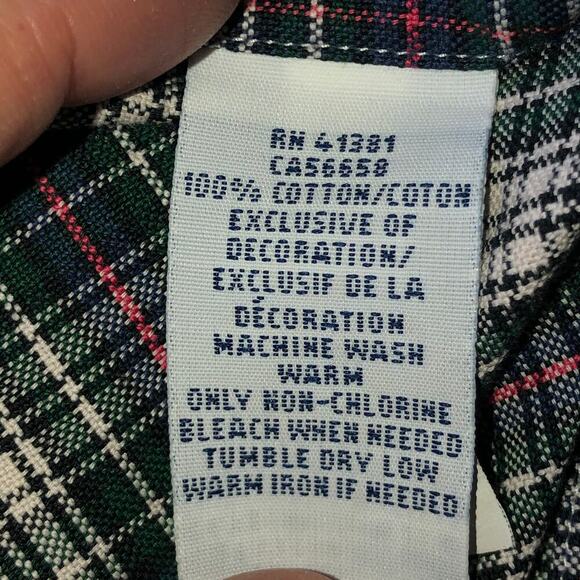 RN 41381
CA56658
100% COTTON/COTON
EXCLUSIVE OF
DECORATION/
EXCLUSIF DE LA
DÉCORATION
MACHINE WASH
WARM
ONLY NON-CHLORINE
BLEACH WHEN NEEDED
TUMBLE DRY LOW
WARM IRON IF NEEDED